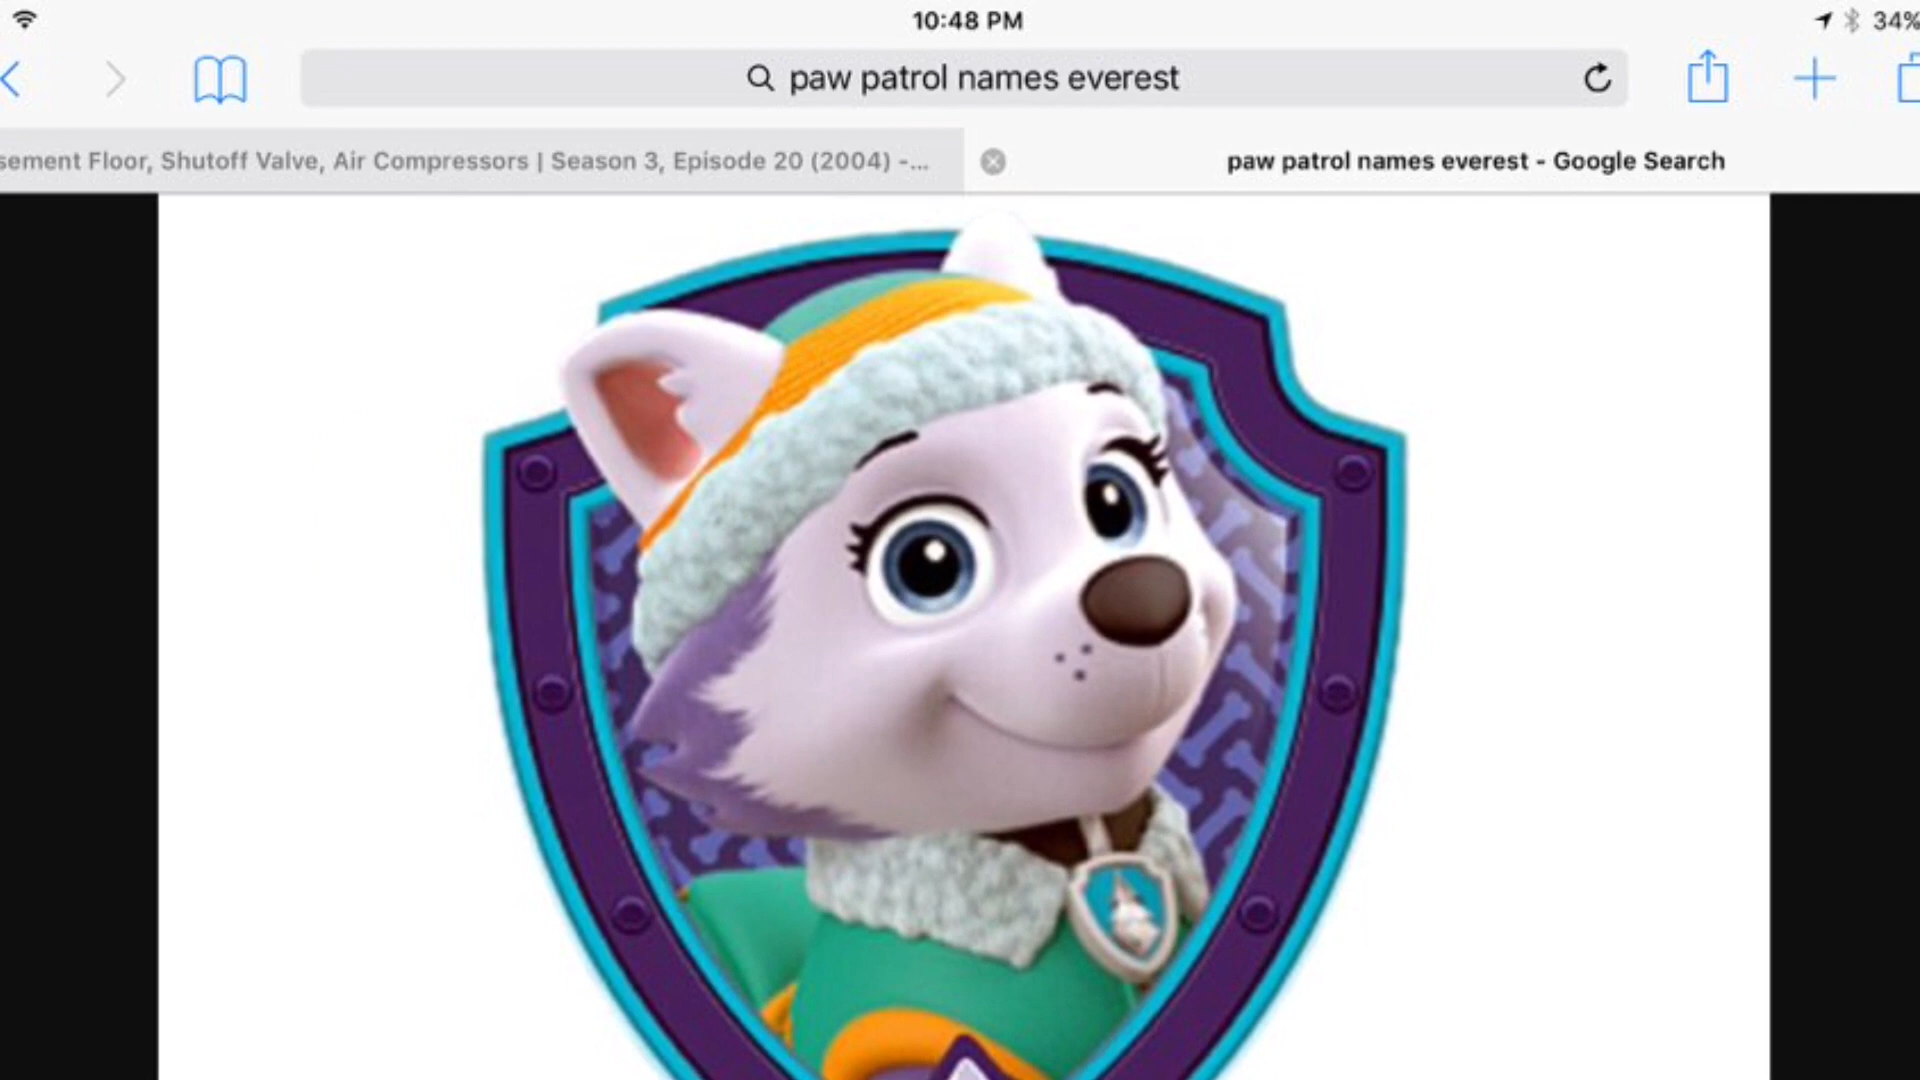 10:48 PM
34%
paw patrol names everest
sement Floor, Shutoff Valve, Air Compressors | Season 3, Episode 20 (2004) -...
paw patrol names everest - Google Search